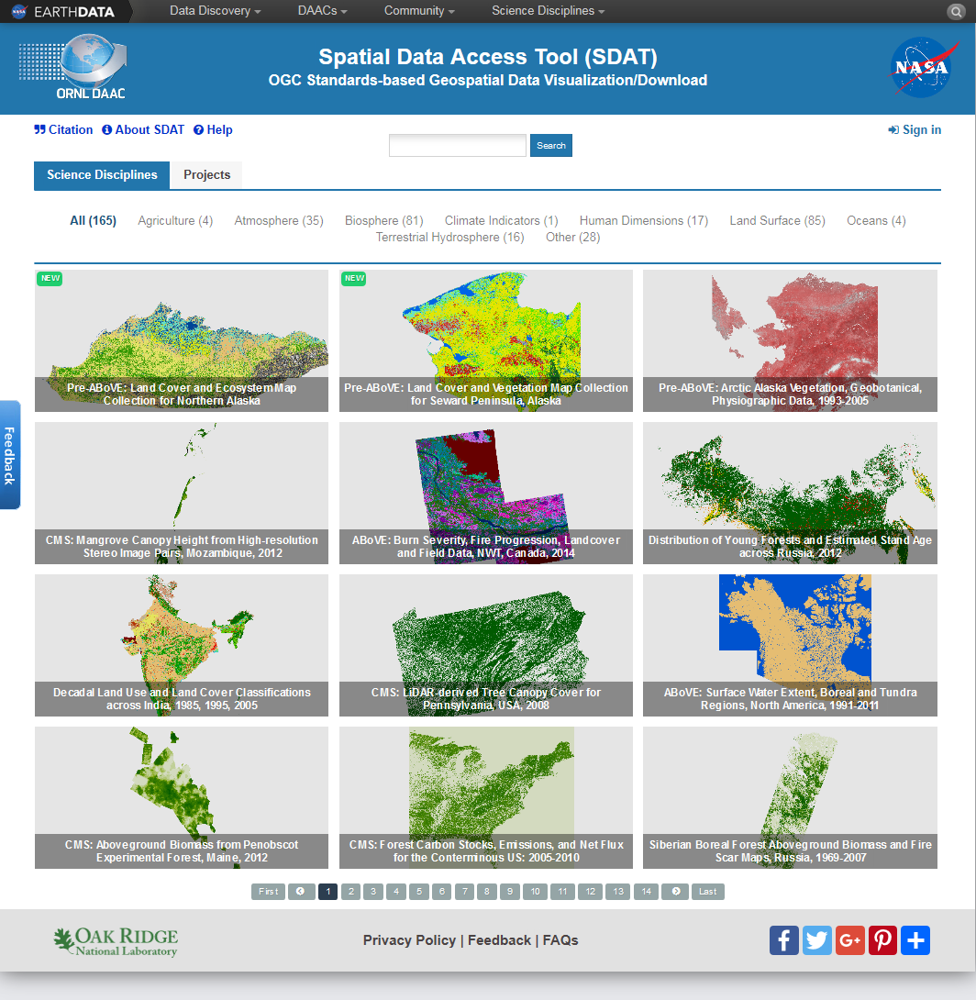 NASA EARTHDATA Data Discovery DAACs Community Science Disciplines
Spatial Data Access Tool (SDAT)
OGC Standards-based Geospatial Data Visualization/Download
ORNL DAAC
NASA
Citation About SDAT Help
Sign in
Search
Science Disciplines Projects
All (165) Agriculture (4) Atmosphere (35) Biosphere (81) Climate Indicators (1) Human Dimensions (17) Land Surface (85) Oceans (4)
Terrestrial Hydrosphere (16) Other (28)
NEW
Pre-ABoVE: Land Cover and Ecosystem Map
Collection for Northern Alaska
NEW
Pre-ABoVE: Land Cover and Vegetation Map Collection
for Seward Peninsula, Alaska
Pre-ABoVE: Arctic Alaska Vegetation, Geobotanical,
Physiographic Data, 1993-2005
Feedback
CMS: Mangrove Canopy Height from High-resolution
Stereo Image Pairs, Mozambique, 2012
ABoVE: Burn Severity, Fire Progression, Landcover
and Field Data, NWT, Canada, 2014
Distribution of Young Forests and Estimated Stand Age
across Russia, 2012
Decadal Land Use and Land Cover Classifications
across India, 1985, 1995, 2005
CMS: LiDAR-derived Tree Canopy Cover for
Pennsylvania, USA, 2008
ABoVE: Surface Water Extent, Boreal and Tundra
Regions, North America, 1991-2011
CMS: Aboveground Biomass from Penobscot
Experimental Forest, Maine, 2012
CMS: Forest Carbon Stocks, Emissions, and Net Flux
for the Conterminous US: 2005-2010
Siberian Boreal Forest Aboveground Biomass and Fire
Scar Maps, Russia, 1969-2007
First 1 2 3 4 5 6 7 8 9 10 11 12 13 14 Last
OAK RIDGE
National Laboratory
Privacy Policy | Feedback | FAQs
G+